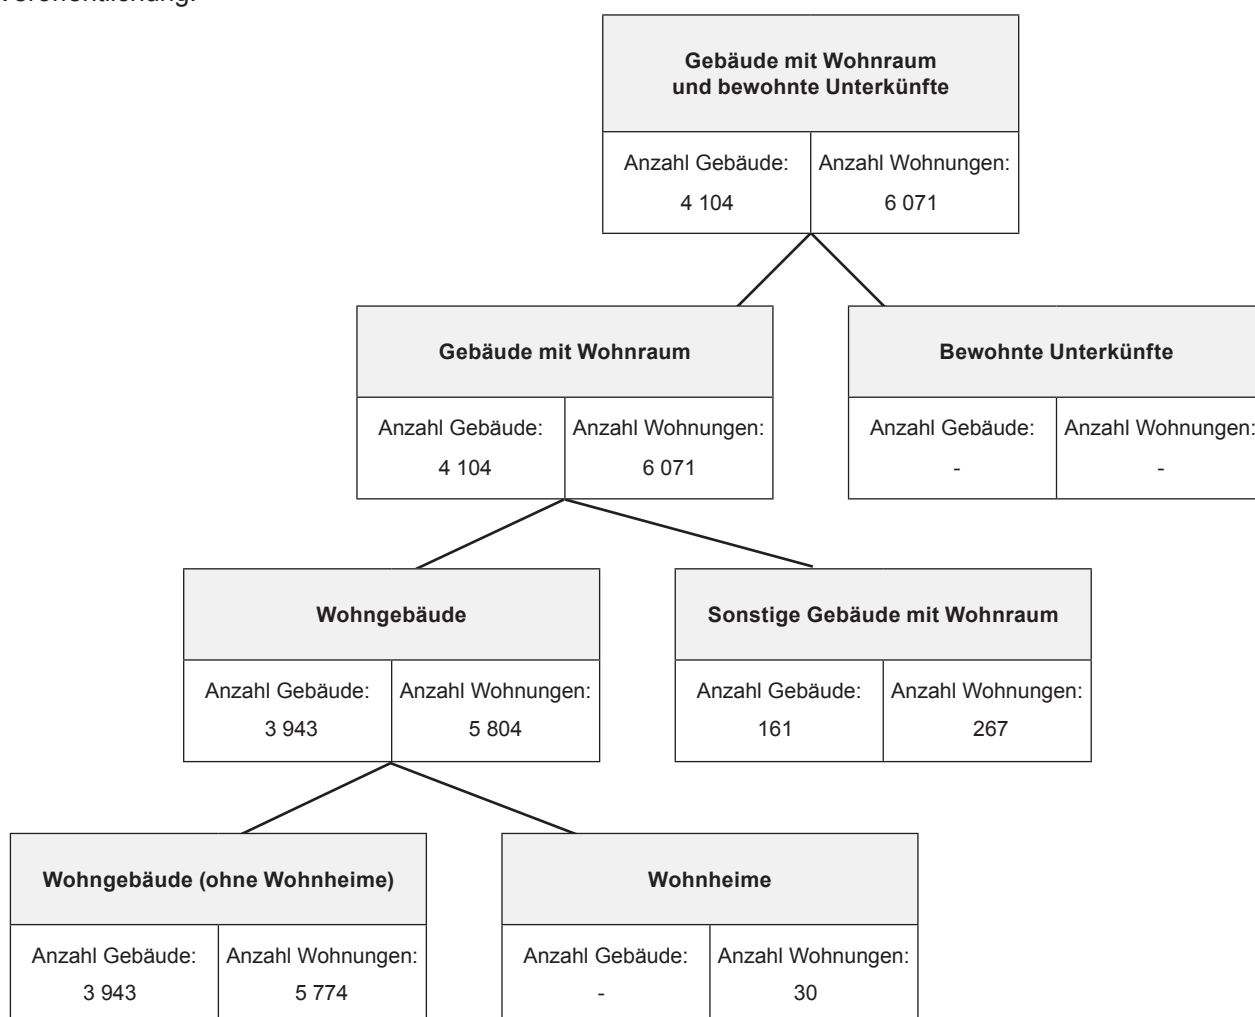 Veröffentlichung.
Gebäude mit Wohnraum
und bewohnte Unterkünfte
Anzahl Gebäude:
4 104
Anzahl Wohnungen:
6 071
Gebäude mit Wohnraum
Anzahl Gebäude:
4 104
Anzahl Wohnungen:
6 071
Bewohnte Unterkünfte
Anzahl Gebäude:
-
Anzahl Wohnungen:
-
Wohngebäude
Anzahl Gebäude:
3 943
Anzahl Wohnungen:
5 804
Sonstige Gebäude mit Wohnraum
Anzahl Gebäude:
161
Anzahl Wohnungen:
267
Wohngebäude (ohne Wohnheime)
Anzahl Gebäude:
3 943
Anzahl Wohnungen:
5 774
Wohnheime
Anzahl Gebäude:
-
Anzahl Wohnungen:
30